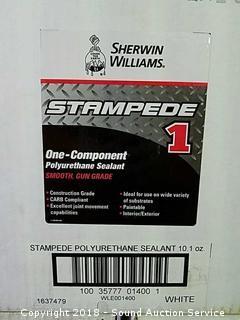 SHERWIN
WILLIAMS.
STAMPEDE
1
One-Component
Polyurethane Sealant
SMOOTH, GUN GRADE
• Construction Grade
• CARB Compliant
• Excellent joint movement
capabilities
• Ideal for use on wide variety
of substrates
• Paintable
• Interior/Exterior
STAMPEDE POLYURETHANE SEALANT 10.1 oz.
100 35777 01400 1
1637479
WLE001400
WHITE
Copyright 2018 - Sound Auction Service